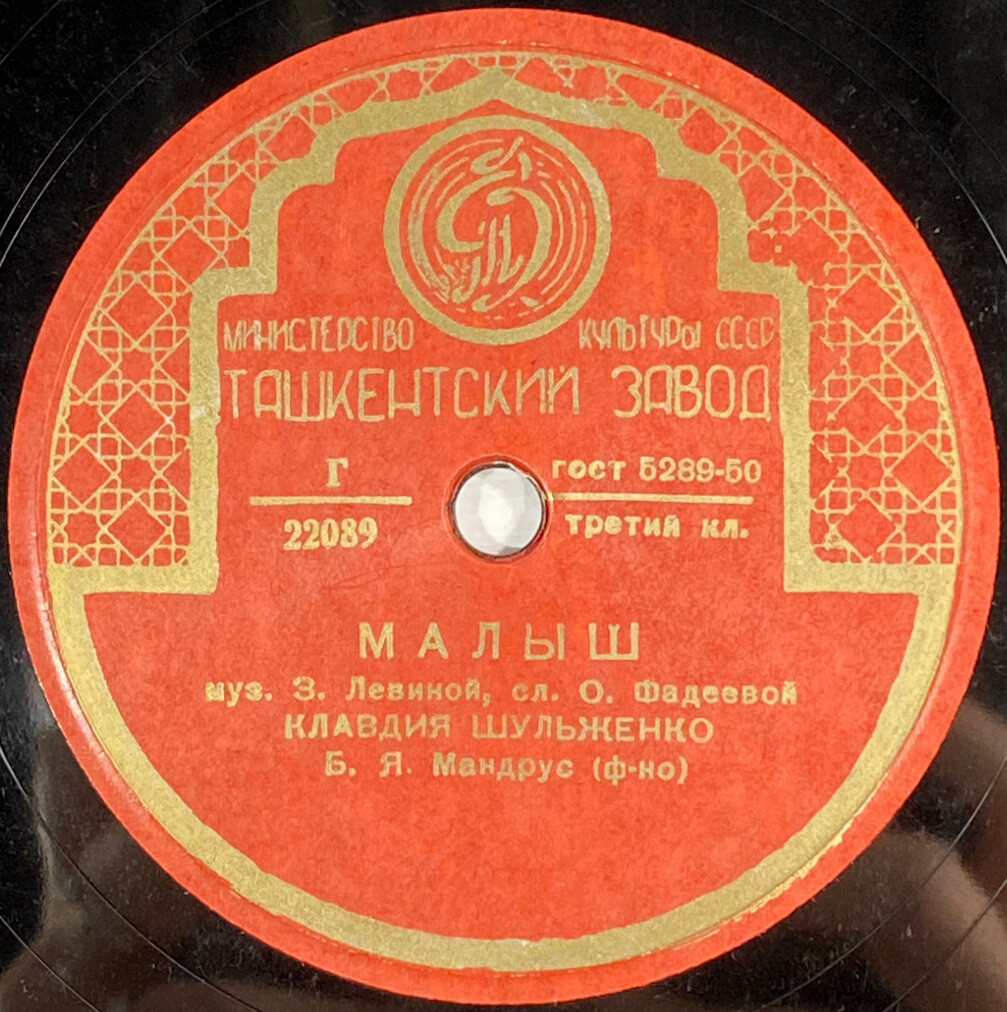 МИНИСТЕРСТВО КУЛЬТУРЫ СССР
ТАШКЕНТСКИЙ ЗАВОД
Г гост 5289-50
22089 третий кл.
МАЛЫШ
муз. З. Левиной, сл. О. Фадеевой
КЛАВДИЯ ШУЛЬЖЕНКО
Б. Я. Мандрус (ф-но)